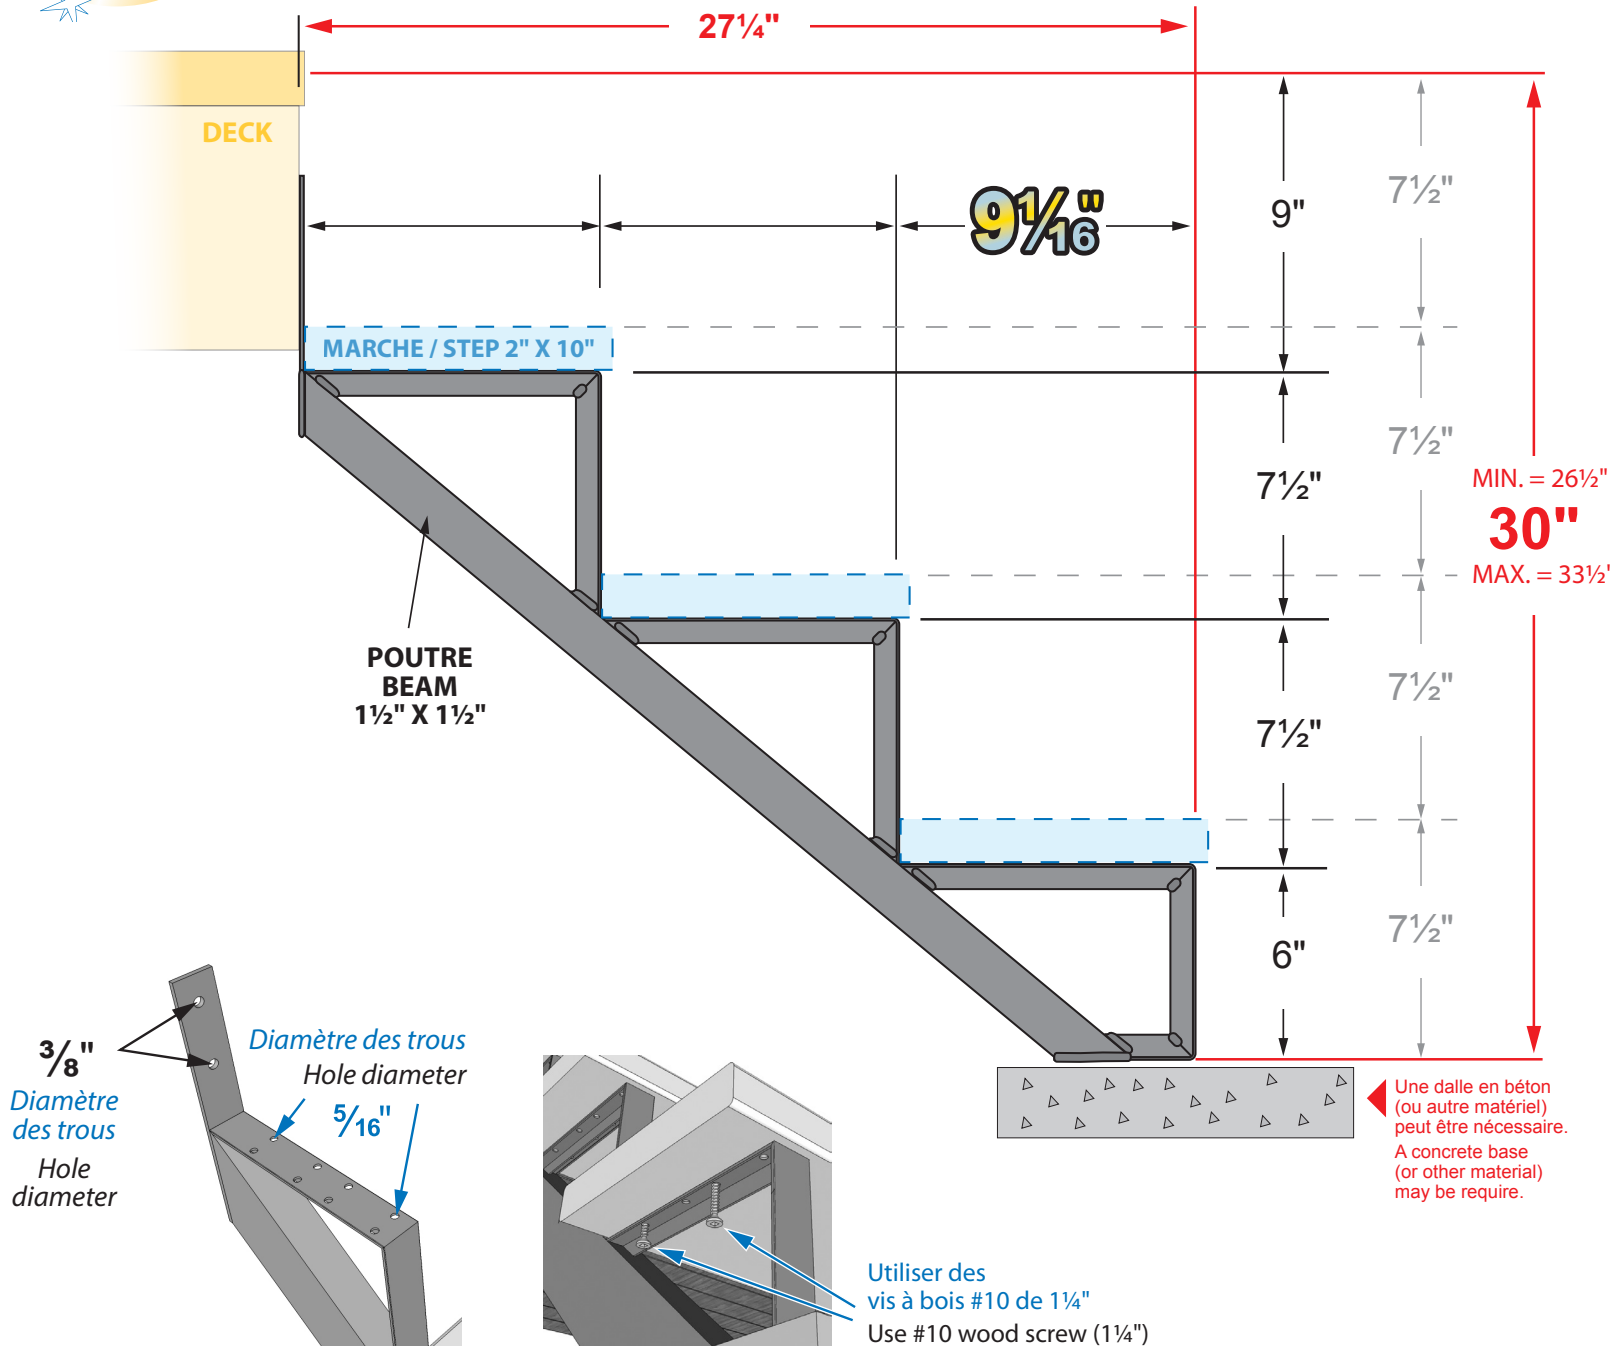 27¼"
DECK
9 1⁄16"
9"
7½"
MARCHE / STEP 2" X 10"
7½"
7½"
MIN. = 26½"
30"
MAX. = 33½'
POUTRE
BEAM
1½" X 1½"
7½"
7½"
6"
7½"
⅜"
Diamètre
des trous
Hole
diameter
Diamètre des trous
Hole diameter
5⁄16"
Une dalle en béton
(ou autre matériel)
peut être nécessaire.
A concrete base
(or other material)
may be require.
Utiliser des
vis à bois #10 de 1¼"
Use #10 wood screw (1¼")